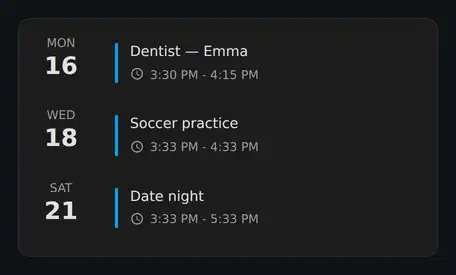 MON
16
Dentist — Emma
3:30 PM - 4:15 PM
WED
18
Soccer practice
3:33 PM - 4:33 PM
SAT
21
Date night
3:33 PM - 5:33 PM